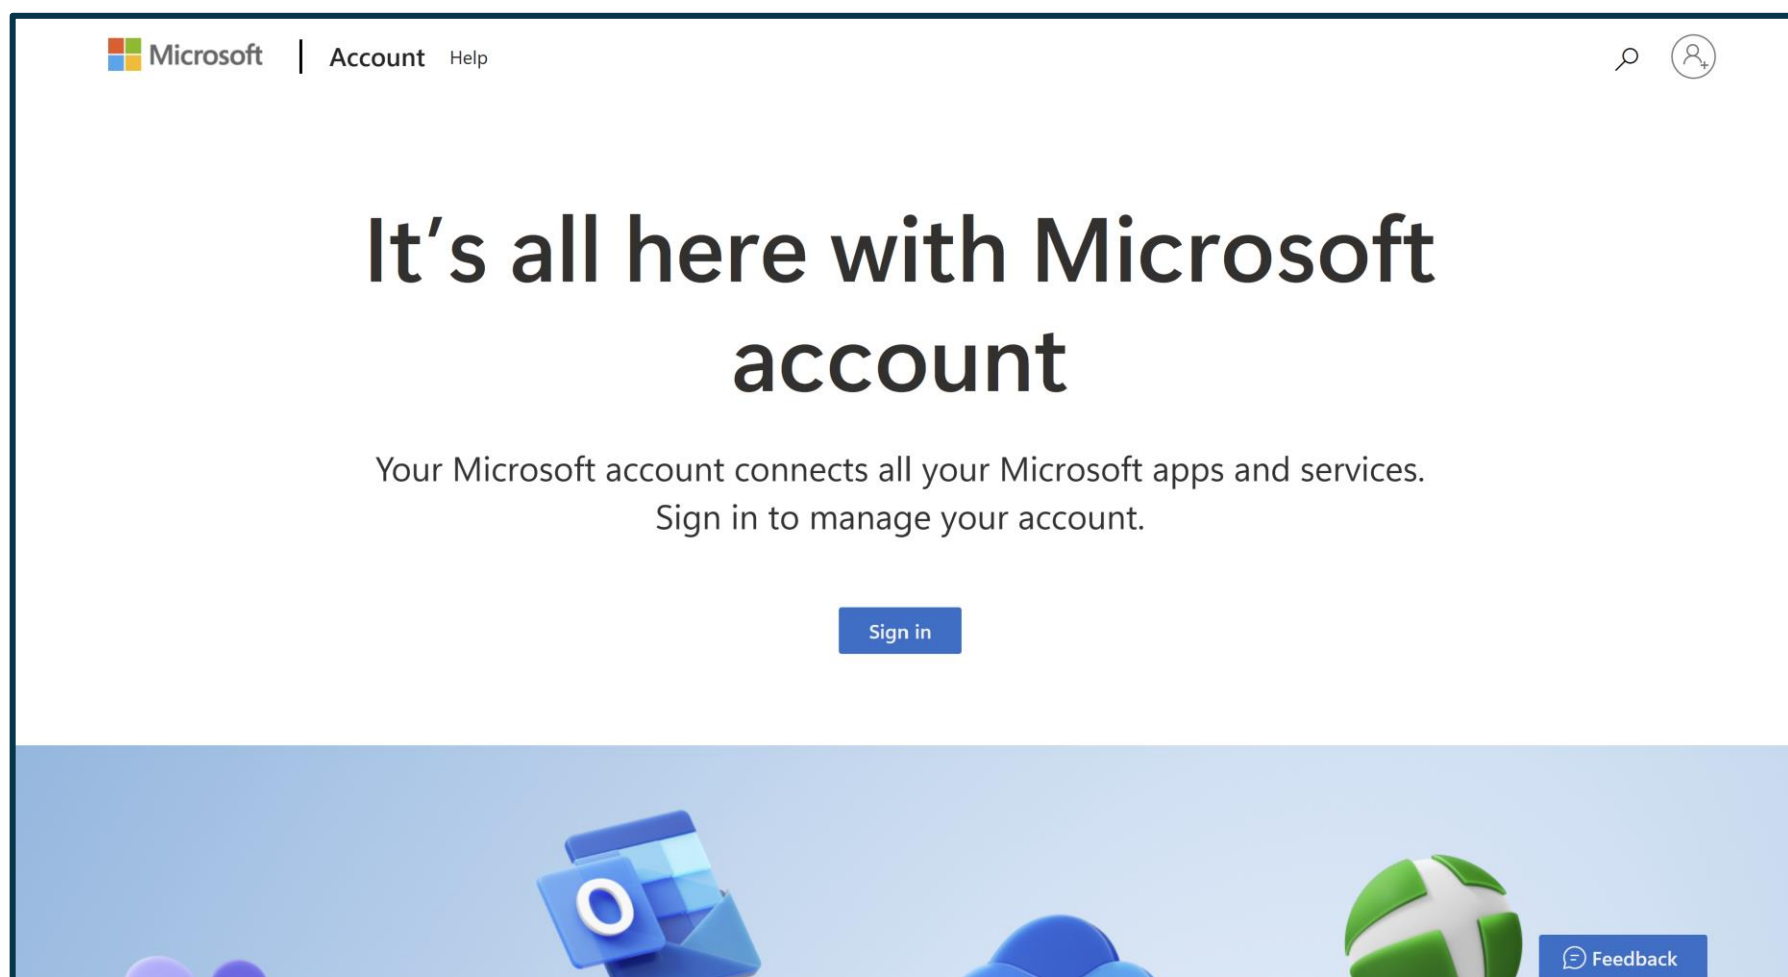 Microsoft
Account
Help
It’s all here with Microsoft
account
Your Microsoft account connects all your Microsoft apps and services.
Sign in to manage your account.
Sign in
O
Feedback